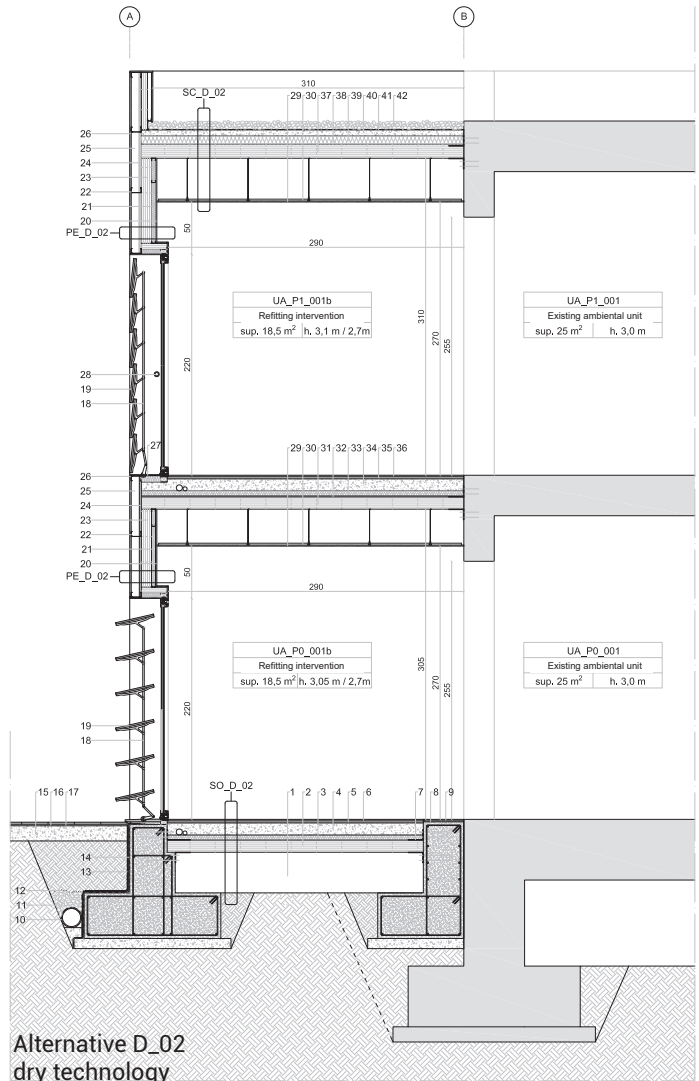 A B
310
SC_D_02
29 30 37 38 39 40 41 42
26
25
24
23
22
21
20
PE_D_02
50
290
UA_P1_001b
Refitting intervention
sup. 18,5 m² h. 3,1 m / 2,7m
UA_P1_001
Existing ambiental unit
sup. 25 m² h. 3,0 m
310
270
255
220
28
19
18
27
29 30 31 32 33 34 35 36
26
25
24
23
22
21
20
PE_D_02
50
290
UA_P0_001b
Refitting intervention
sup. 18,5 m² h. 3,05 m / 2,7m
UA_P0_001
Existing ambiental unit
sup. 25 m² h. 3,0 m
305
270
255
220
19
18
SO_D_02
15 16 17
1 2 3 4 5 6 7 8 9
14
13
12
11
10
Alternative D_02
dry technology